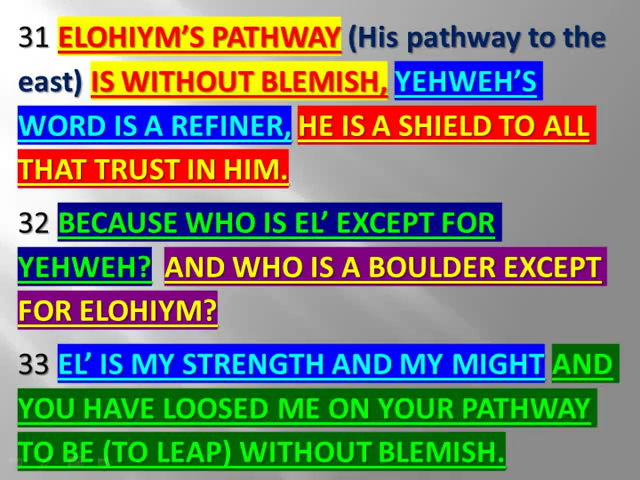 31 ELOHIYM'S PATHWAY (His pathway to the
east) IS WITHOUT BLEMISH, YEHWEH'S
WORD IS A REFINER, HE IS A SHIELD TO ALL
THAT TRUST IN HIM.
32 BECAUSE WHO IS EL' EXCEPT FOR
YEHWEH? AND WHO IS A BOULDER EXCEPT
FOR ELOHIYM?
33 EL' IS MY STRENGTH AND MY MIGHT AND
YOU HAVE LOOSED ME ON YOUR PATHWAY
TO BE (TO LEAP) WITHOUT BLEMISH.